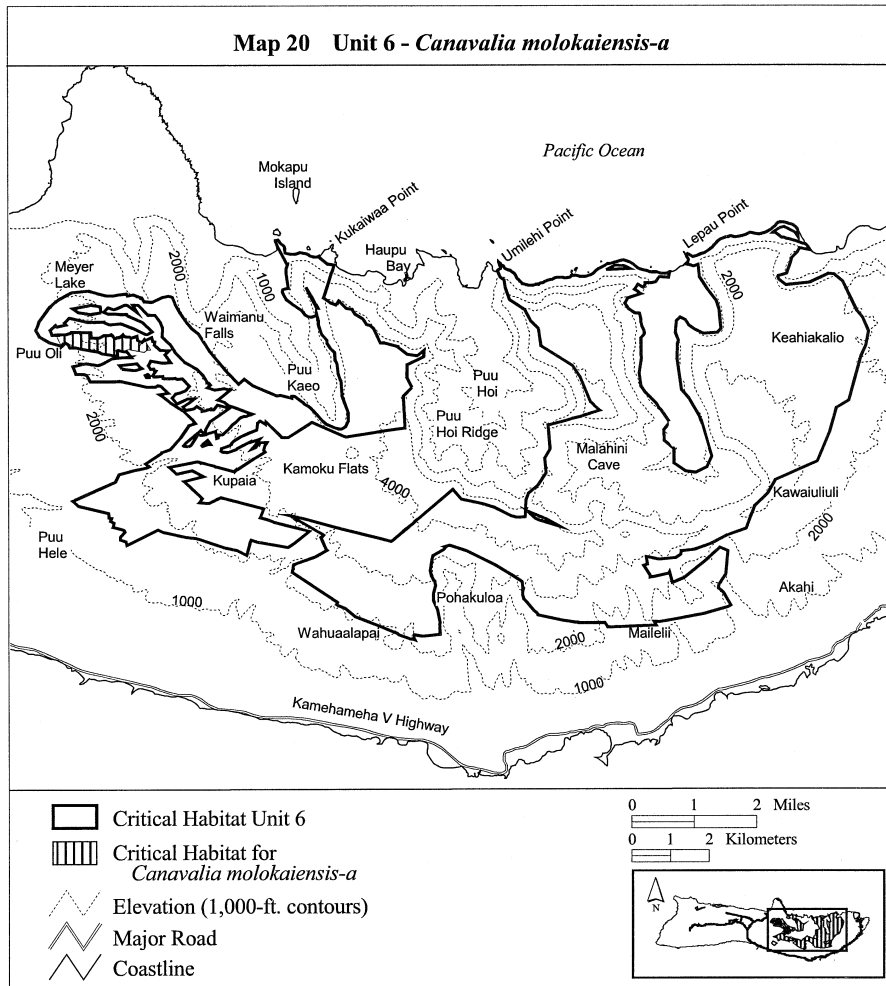 Map 20 Unit 6 - Canavalia molokaiensis-a
Pacific Ocean
Mokapu
Island
Kukaiwaa Point
Haupu
Bay
Umilehi Point
Lepau Point
2000
1000
2000
Meyer
Lake
Waimanu
Falls
Keahiakalio
Puu Oli
Puu
Kaeo
Puu
Hoi
2000
Puu
Hoi Ridge
Malahini
Cave
Kupaia
Kamoku Flats
4000
Kawaiuliuli
2000
Puu
Hele
1000
Pohakuloa
Akahi
Wahuaalapai
2000
Mailelii
1000
Kamehameha V Highway
Critical Habitat Unit 6
Critical Habitat for
Canavalia molokaiensis-a
Elevation (1,000-ft. contours)
Major Road
Coastline
0 1 2 Miles
0 1 2 Kilometers
N